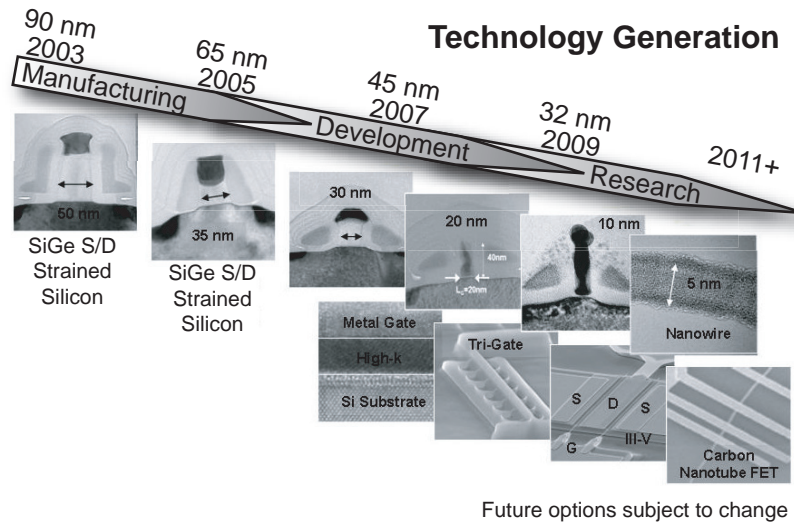 Technology Generation
90 nm
2003
65 nm
2005
45 nm
2007
32 nm
2009
2011+
Manufacturing
Development
Research
50 nm
35 nm
30 nm
20 nm
40nm
LG=20nm
10 nm
5 nm
Nanowire
SiGe S/D
Strained
Silicon
SiGe S/D
Strained
Silicon
Metal Gate
High-k
Si Substrate
Tri-Gate
S
D
S
G
III-V
Carbon
Nanotube FET
Future options subject to change